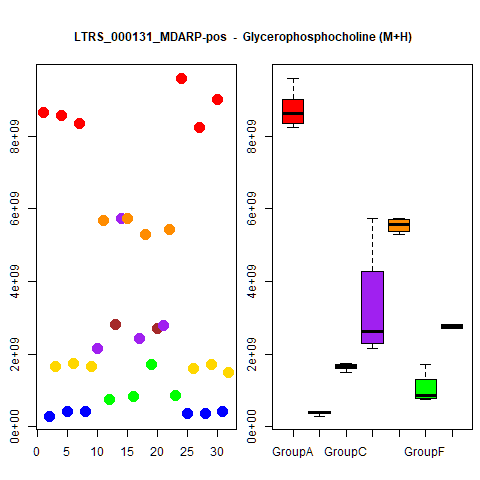 LTRS_000131_MDARP-pos - Glycerophosphocholine (M+H)
8e+09
6e+09
4e+09
2e+09
0e+00
0 5 10 15 20 25 30
8e+09
6e+09
4e+09
2e+09
0e+00
GroupA GroupC GroupF